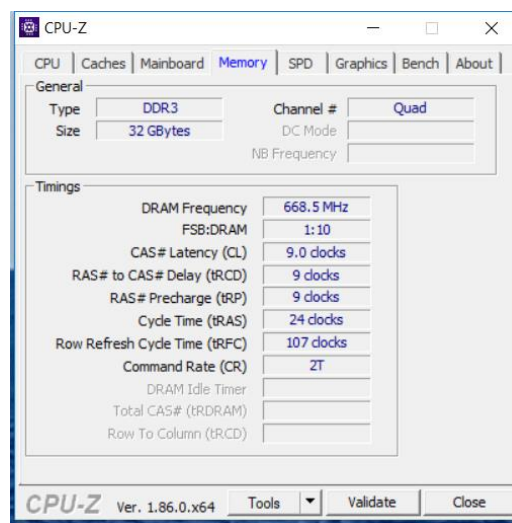 CPU-Z
CPU Caches Mainboard Memory SPD Graphics Bench About
General
Type DDR3 Channel # Quad
Size 32 GBytes DC Mode
NB Frequency
Timings
DRAM Frequency 668.5 MHz
FSB:DRAM 1:10
CAS# Latency (CL) 9.0 clocks
RAS# to CAS# Delay (tRCD) 9 clocks
RAS# Precharge (tRP) 9 clocks
Cycle Time (tRAS) 24 clocks
Row Refresh Cycle Time (tRFC) 107 clocks
Command Rate (CR) 2T
DRAM Idle Timer
Total CAS# (tRDRAM)
Row To Column (tRCD)
CPU-Z Ver. 1.86.0.x64 Tools Validate Close